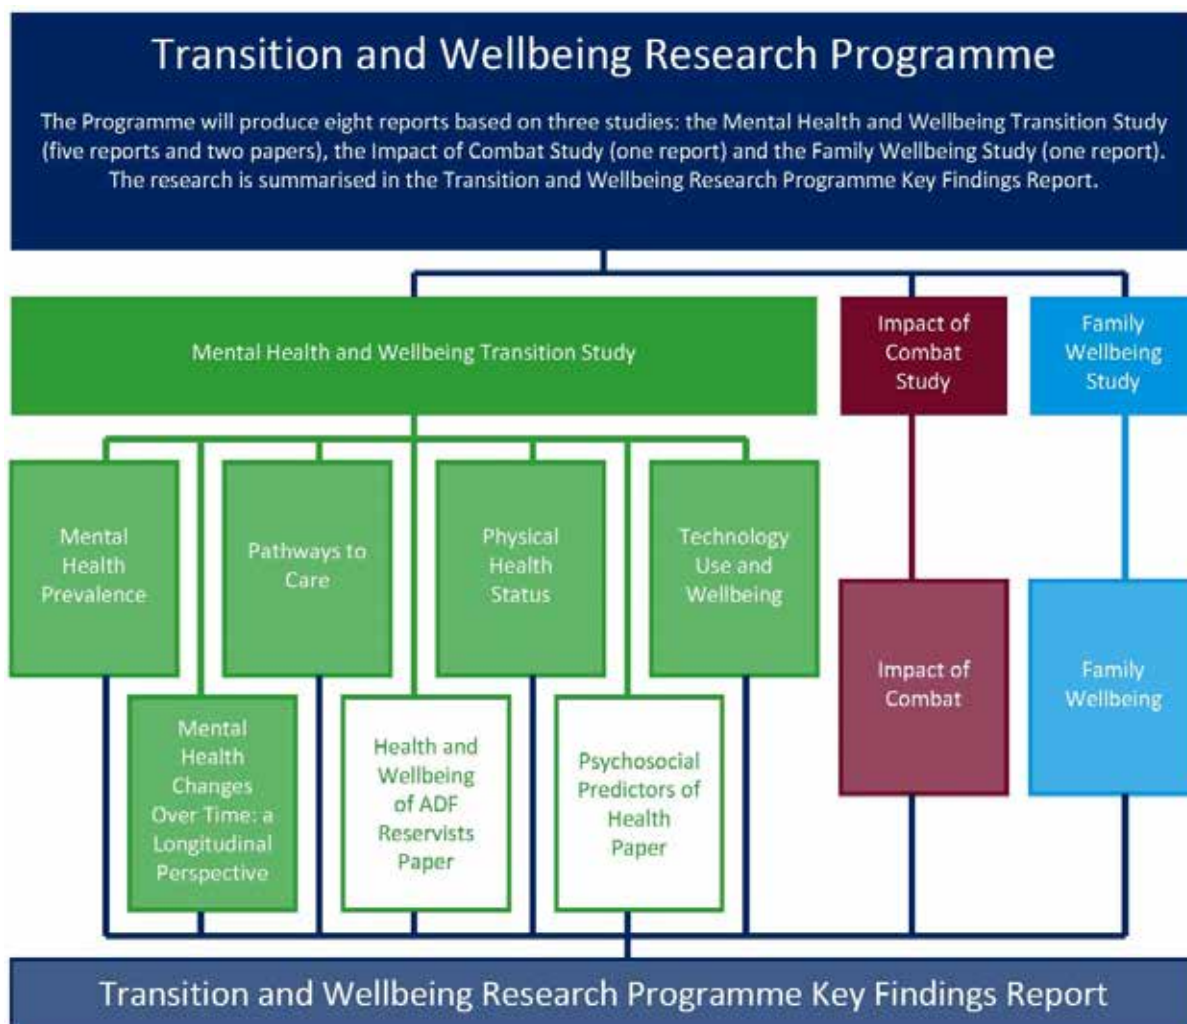 Transition and Wellbeing Research Programme
The Programme will produce eight reports based on three studies: the Mental Health and Wellbeing Transition Study
(five reports and two papers), the Impact of Combat Study (one report) and the Family Wellbeing Study (one report).
The research is summarised in the Transition and Wellbeing Research Programme Key Findings Report.
Mental Health and Wellbeing Transition Study
Impact of
Combat
Study
Family
Wellbeing
Study
Mental
Health
Prevalence
Pathways to
Care
Physical
Health
Status
Technology
Use and
Wellbeing
Impact of
Combat
Family
Wellbeing
Mental
Health
Changes
Over Time: a
Longitudinal
Perspective
Health and
Wellbeing
of ADF
Reservists
Paper
Psychosocial
Predictors of
Health
Paper
Transition and Wellbeing Research Programme Key Findings Report